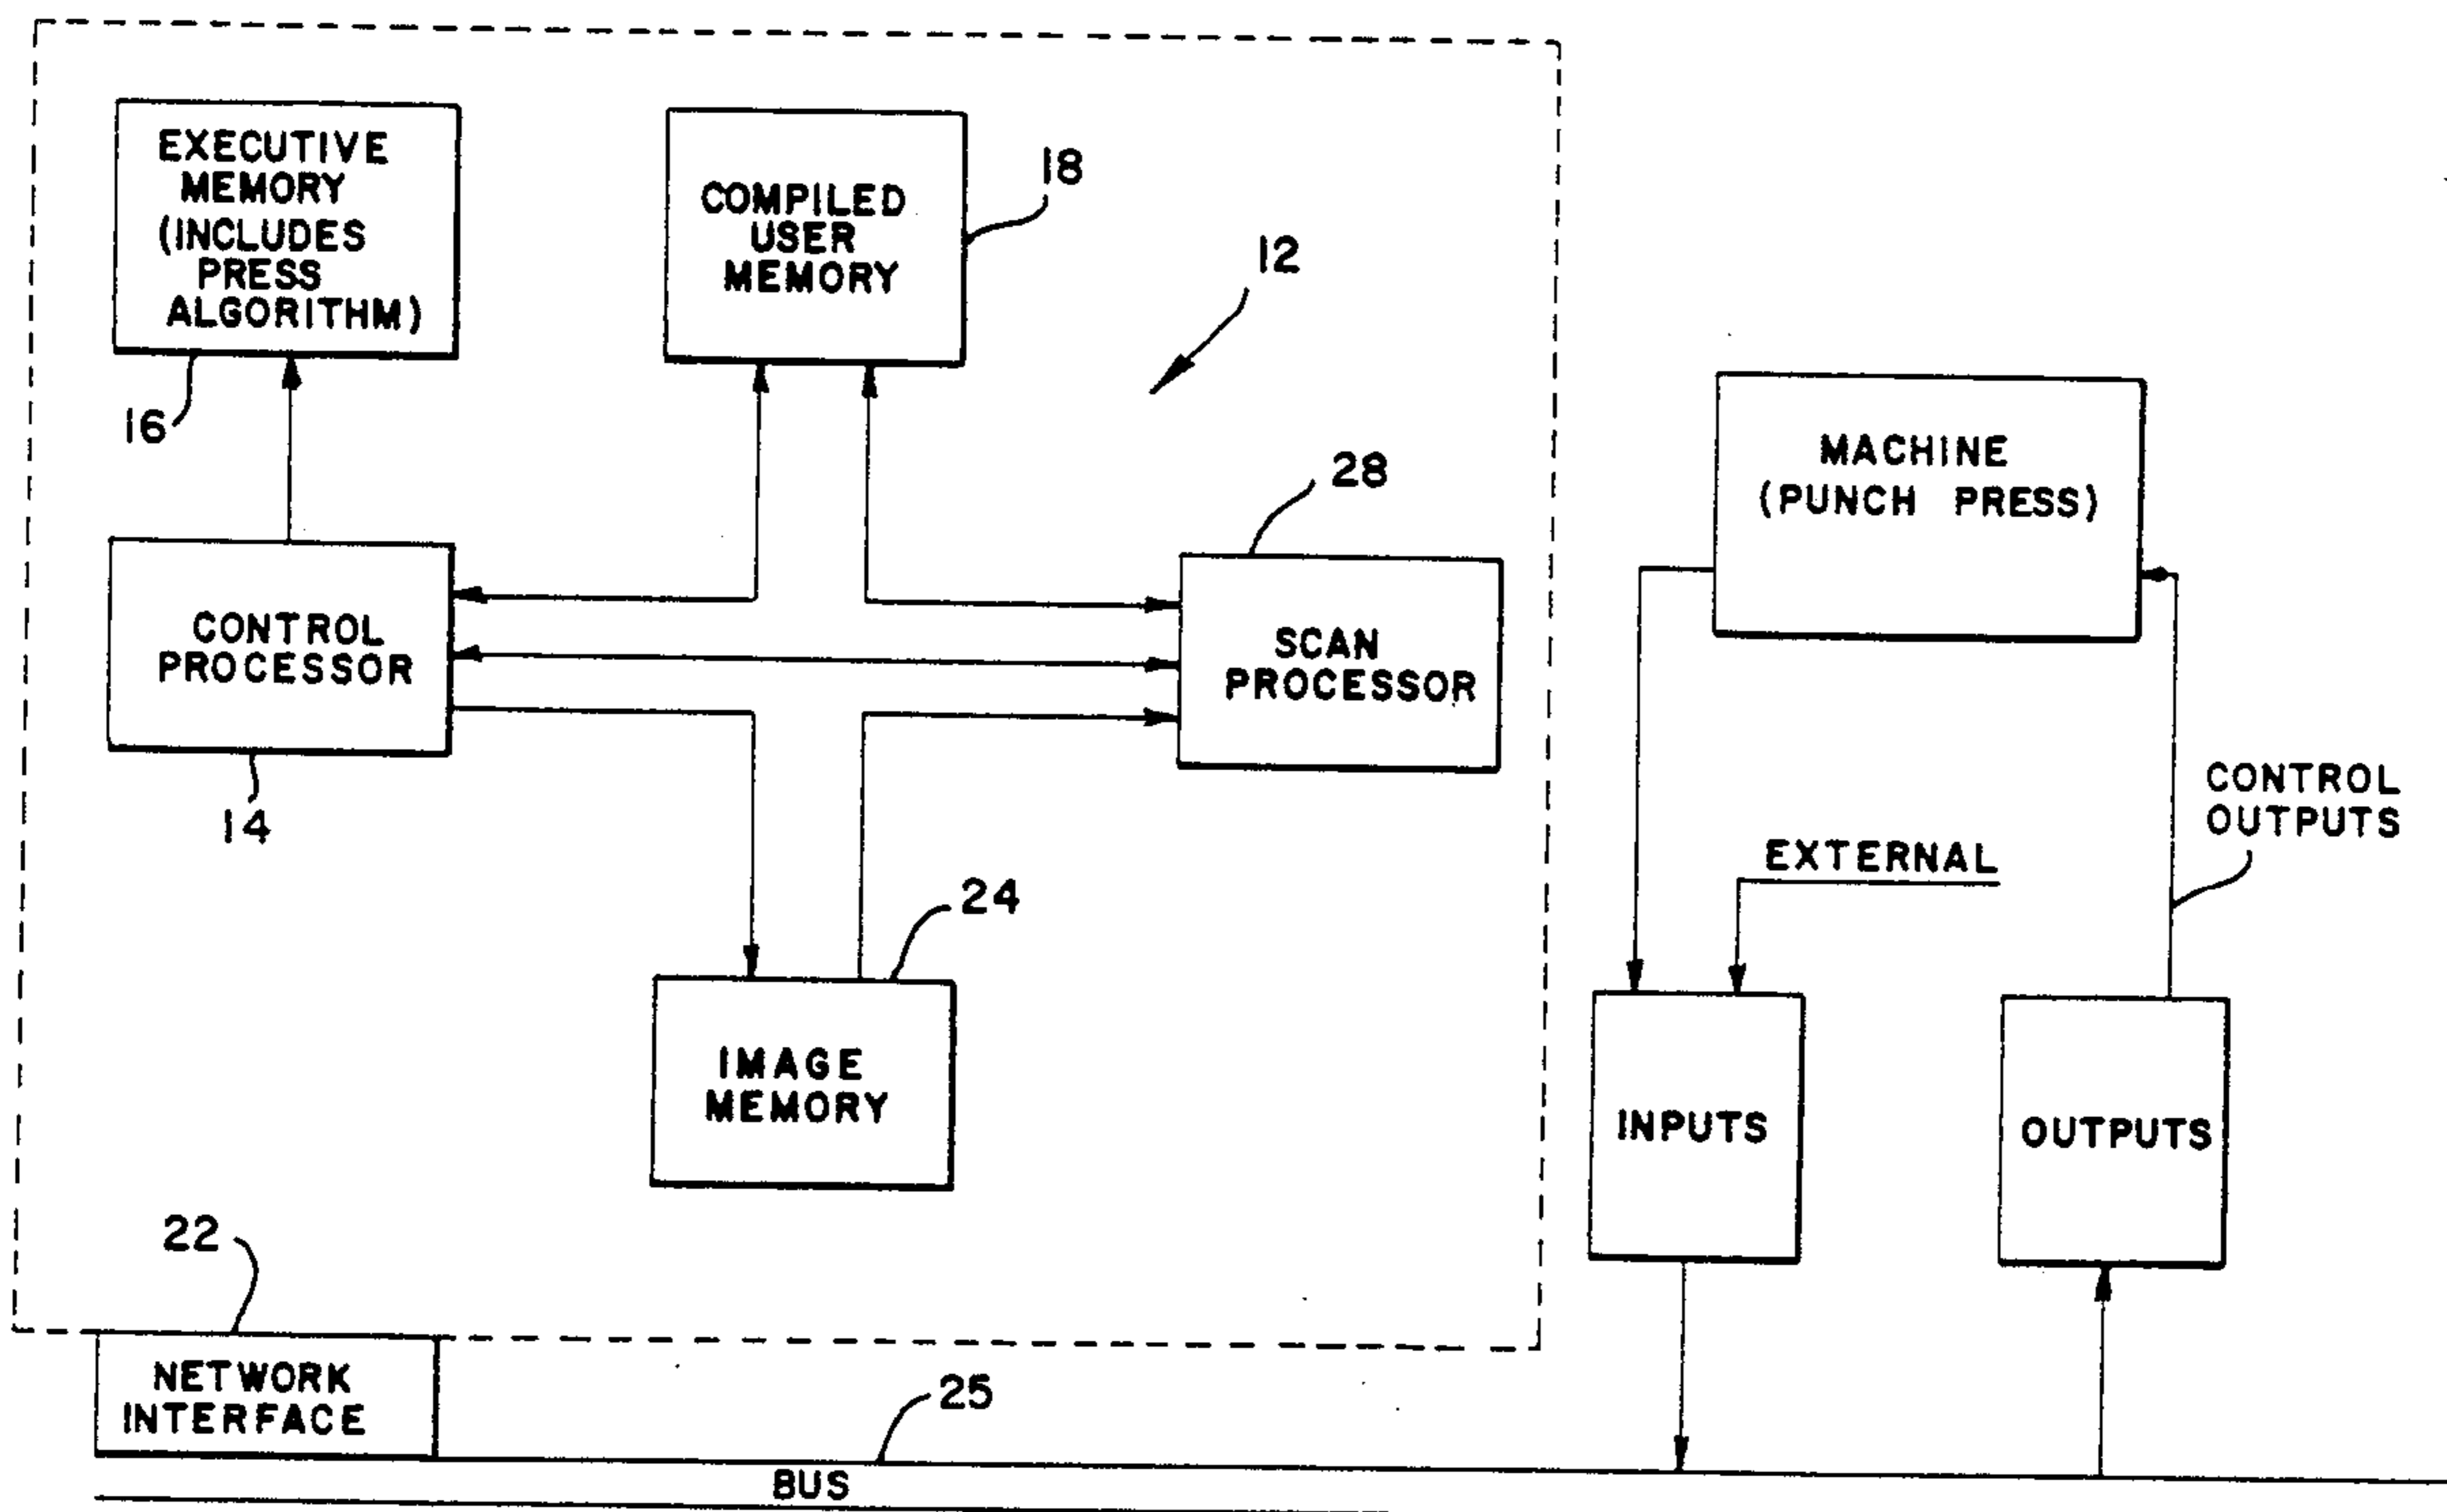 EXECUTIVE
MEMORY
(INCLUDES
PRESS
ALGORITHM)
16
COMPILED
USER
MEMORY
18
12
CONTROL
PROCESSOR
14
28
SCAN
PROCESSOR
24
IMAGE
MEMORY
MACHINE
(PUNCH PRESS)
CONTROL
OUTPUTS
EXTERNAL
INPUTS
OUTPUTS
22
NETWORK
INTERFACE
25
BUS